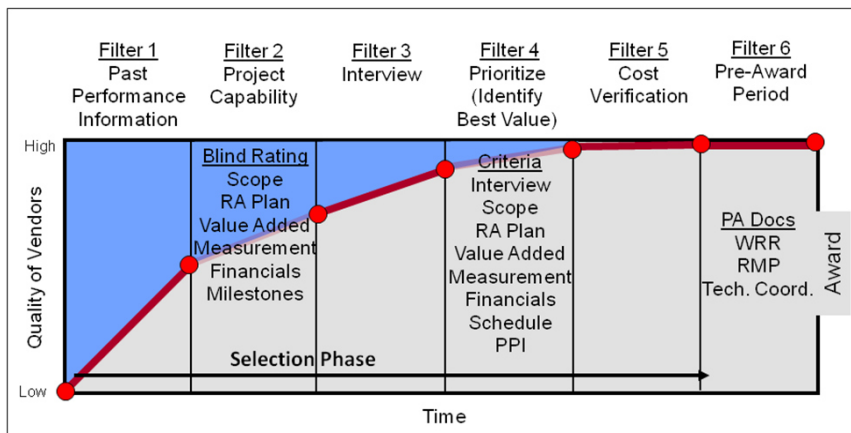 Filter 1
Past
Performance
Information
Filter 2
Project
Capability
Filter 3
Interview
Filter 4
Prioritize
(Identify
Best Value)
Filter 5
Cost
Verification
Filter 6
Pre-Award
Period
High
Low
Quality of Vendors
Blind Rating
Scope
RA Plan
Value Added
Measurement
Financials
Milestones
Criteria
Interview
Scope
RA Plan
Value Added
Measurement
Financials
Schedule
PPI
PA Docs
WRR
RMP
Tech. Coord.
Award
Selection Phase
Time